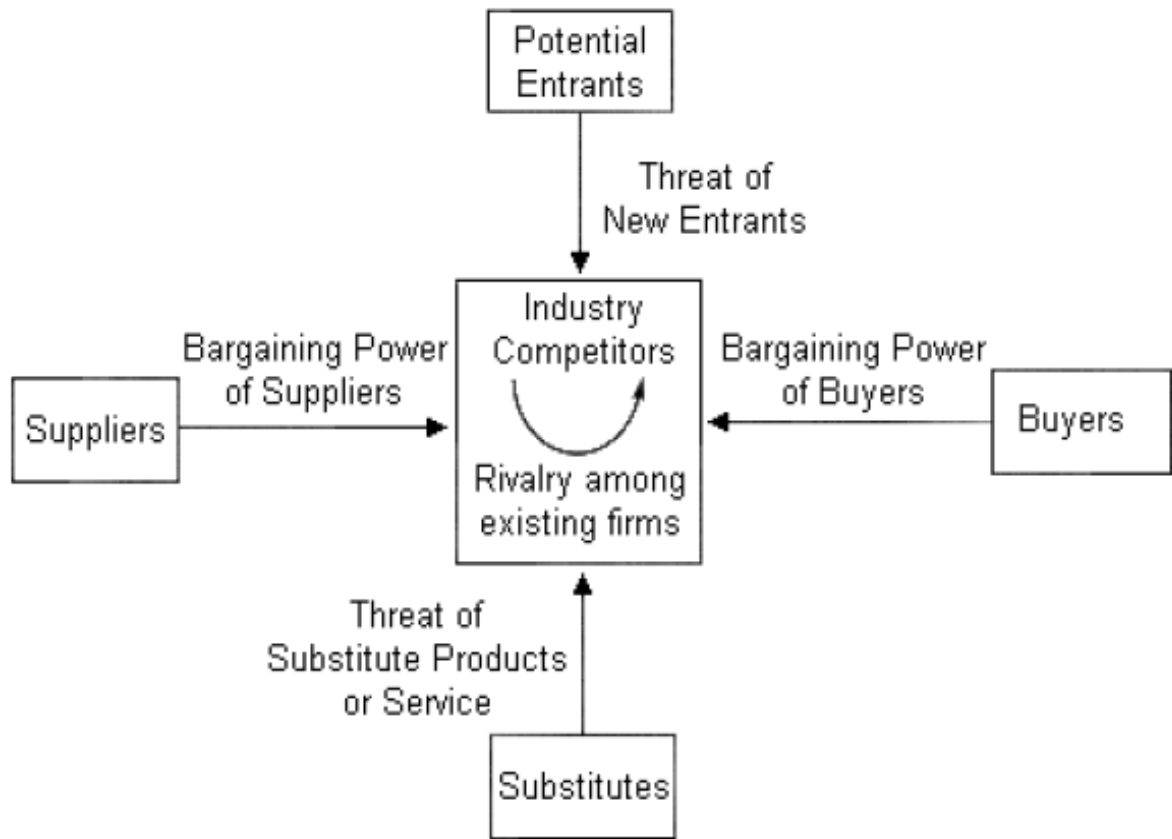 Potential
Entrants
Threat of
New Entrants
Industry
Competitors
Rivalry among
existing firms
Bargaining Power
of Suppliers
Suppliers
Bargaining Power
of Buyers
Buyers
Threat of
Substitute Products
or Service
Substitutes